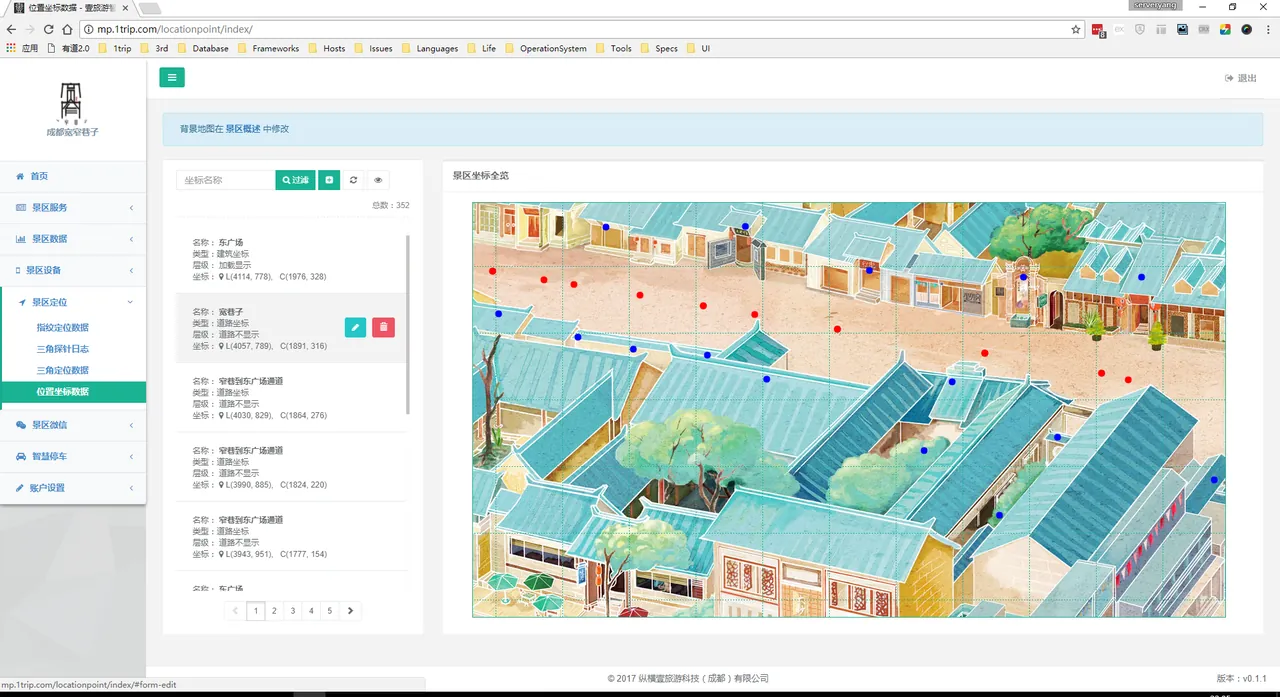 位置坐标数据 - 壹旅游
serveryang
mp.1trip.com/locationpoint/index/
应用 有道2.0 1trip 3rd Database Frameworks Hosts Issues Languages Life OperationSystem Tools Specs UI
成都宽窄巷子
退出
背景地图在 景区概述 中修改
首页
景区服务
景区数据
景区设备
景区定位
指纹定位数据
三角探针日志
三角定位数据
位置坐标数据
景区微信
智慧停车
账户设置
坐标名称 过滤
总数：352
名称： 东广场
类型：建筑坐标
层级： 加载显示
坐标： L(4114, 778), C(1976, 328)
名称： 宽巷子
类型：道路坐标
层级： 道路不显示
坐标： L(4057, 789), C(1891, 316)
名称： 窄巷到东广场通道
类型：道路坐标
层级： 道路不显示
坐标： L(4030, 829), C(1864, 276)
名称： 窄巷到东广场通道
类型：道路坐标
层级： 道路不显示
坐标： L(3990, 885), C(1824, 220)
名称： 窄巷到东广场通道
类型：道路坐标
层级： 道路不显示
坐标： L(3943, 951), C(1777, 154)
名称： 东广场
1 2 3 4 5
景区坐标全览
© 2017 纵横壹旅游科技（成都）有限公司
版本：v0.1.1
mp.1trip.com/locationpoint/index/#form-edit